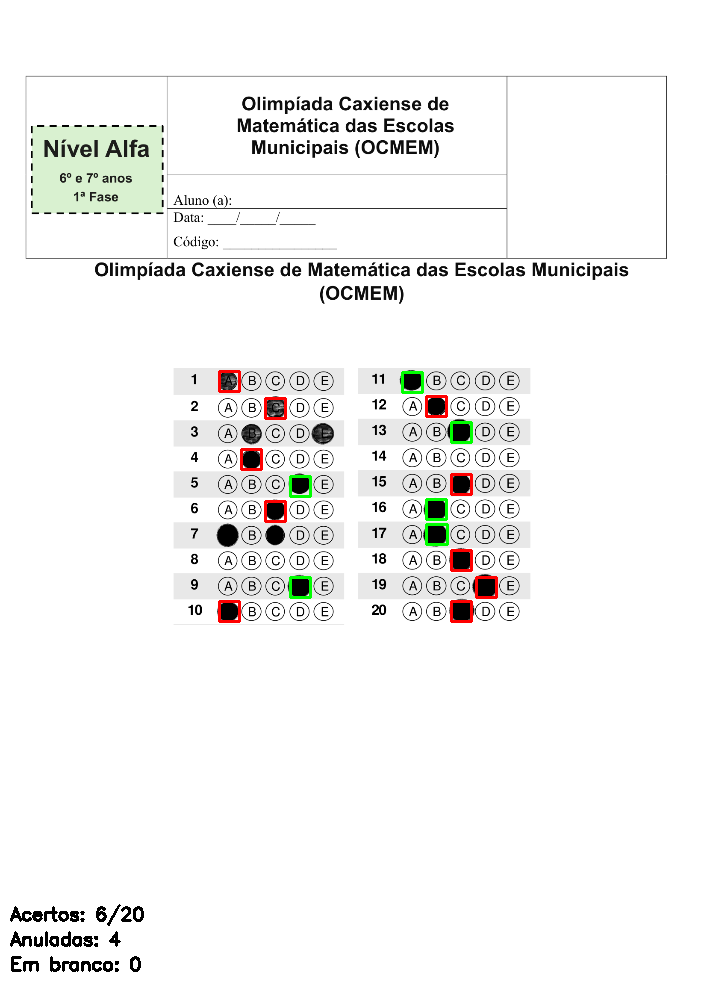 Olimpíada Caxiense de
Matemática das Escolas
Municipais (OCMEM)
Nível Alfa
6º e 7º anos
1ª Fase
Aluno (a):
Data: ____/_____/_____
Código: ________________
Olimpíada Caxiense de Matemática das Escolas Municipais
(OCMEM)
1 A B C D E
2 A B C D E
3 A C D
4 A C D E
5 A B C E
6 A B D E
7 B D E
8 A B C D E
9 A B C E
10 B C D E
11 B C D E
12 A C D E
13 A B D E
14 A B C D E
15 A B D E
16 A C D E
17 A C D E
18 A B D E
19 A B C E
20 A B D E
Acertos: 6/20
Anuladas: 4
Em branco: 0